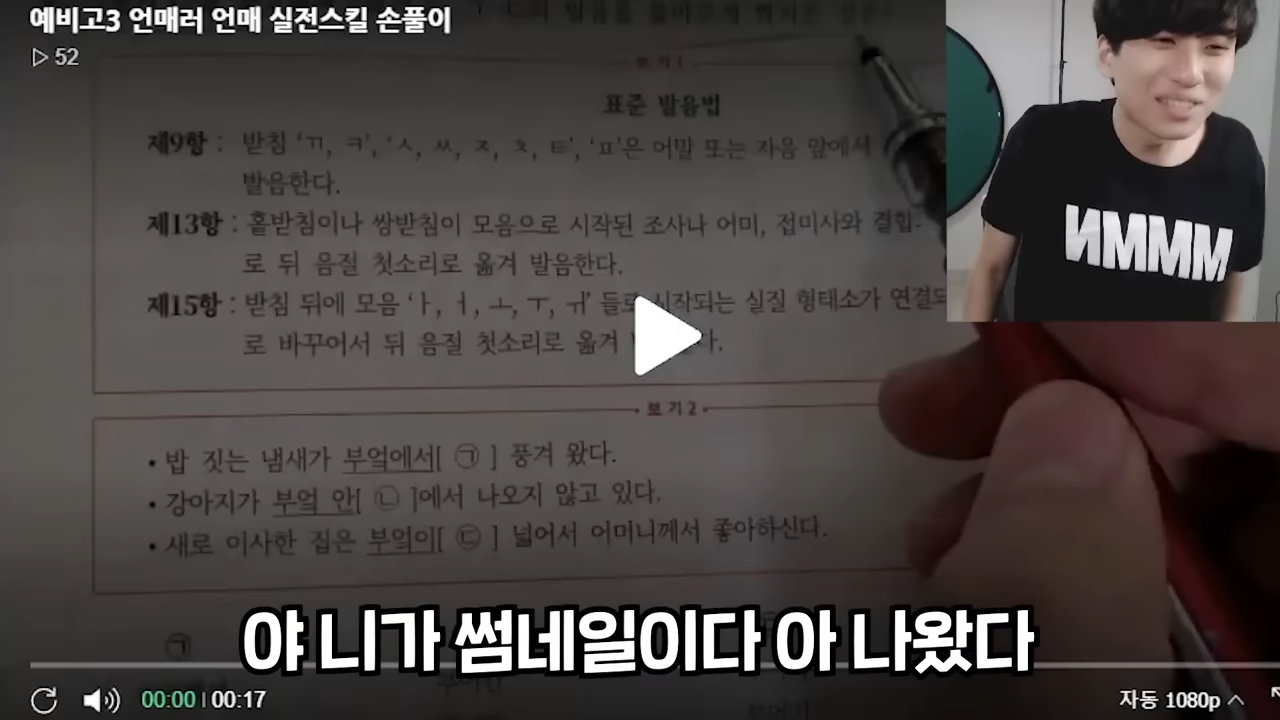 예비고3 언매러 언매 실전스킬 손풀이
52
보기1
표준 발음법
제9항 : 받침 'ㄲ, ㅋ', 'ㅅ, ㅆ, ㅈ, ㅊ, ㅌ', 'ㅍ'은 어말 또는 자음 앞에서
발음한다.
제13항 : 홑받침이나 쌍받침이 모음으로 시작된 조사나 어미, 접미사와 결합
로 뒤 음절 첫소리로 옮겨 발음한다.
제15항 : 받침 뒤에 모음 'ㅏ, ㅓ, ㅗ, ㅜ, ㅟ' 들로 시작되는 실질 형태소가
로 바꾸어서 뒤 음절 첫소리로 옮겨
보기2
• 밥 짓는 냄새가 부엌에서[ ㉠ ] 풍겨 왔다.
• 강아지가 부엌 안[ ㉡ ]에서 나오지 않고 있다.
• 새로 이사한 집은 부엌이[ ㉢ ] 넓어서 어머니께서 좋아하신다.
ИMMM
㉠
야 니가 썸네일이다 아 나왔다
00:00 | 00:17
자동 1080p